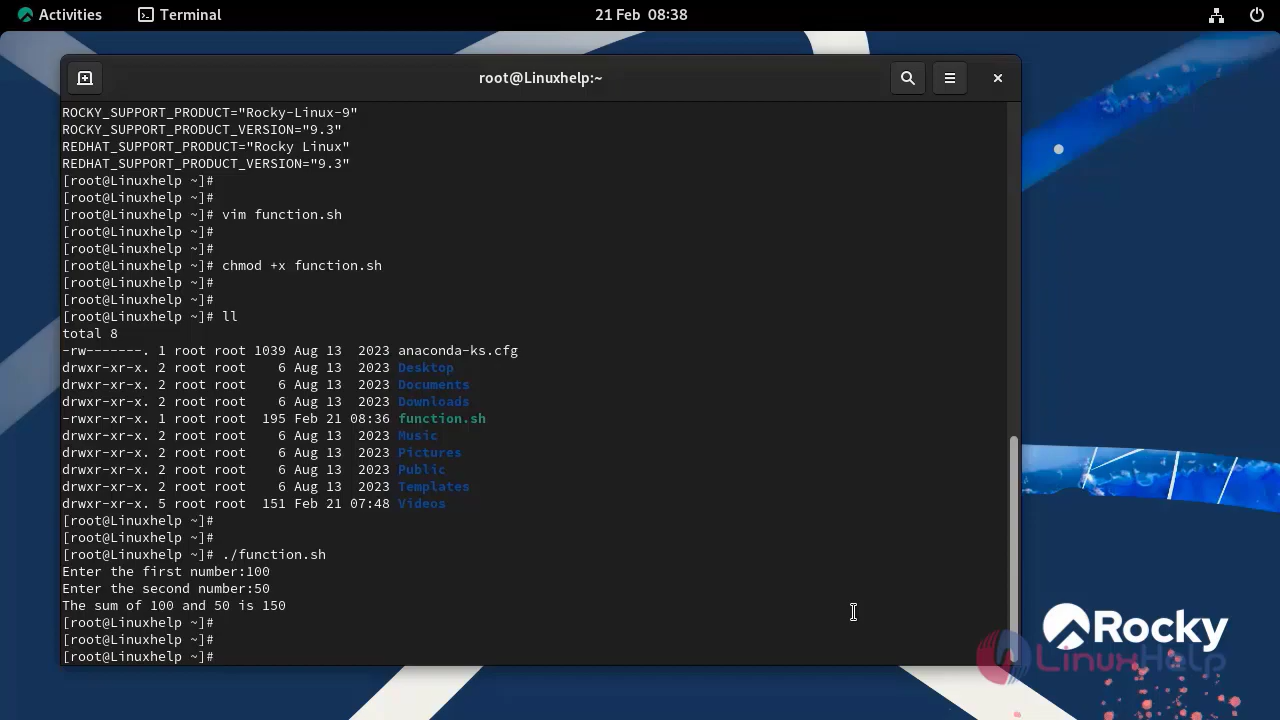 Activities
Terminal
21 Feb 08:38
root@Linuxhelp:~
ROCKY_SUPPORT_PRODUCT="Rocky-Linux-9"
ROCKY_SUPPORT_PRODUCT_VERSION="9.3"
REDHAT_SUPPORT_PRODUCT="Rocky Linux"
REDHAT_SUPPORT_PRODUCT_VERSION="9.3"
[root@Linuxhelp ~]#
[root@Linuxhelp ~]#
[root@Linuxhelp ~]# vim function.sh
[root@Linuxhelp ~]#
[root@Linuxhelp ~]#
[root@Linuxhelp ~]# chmod +x function.sh
[root@Linuxhelp ~]#
[root@Linuxhelp ~]#
[root@Linuxhelp ~]# ll
total 8
-rw-------. 1 root root 1039 Aug 13  2023 anaconda-ks.cfg
drwxr-xr-x. 2 root root    6 Aug 13  2023 Desktop
drwxr-xr-x. 2 root root    6 Aug 13  2023 Documents
drwxr-xr-x. 2 root root    6 Aug 13  2023 Downloads
-rwxr-xr-x. 1 root root  195 Feb 21 08:36 function.sh
drwxr-xr-x. 2 root root    6 Aug 13  2023 Music
drwxr-xr-x. 2 root root    6 Aug 13  2023 Pictures
drwxr-xr-x. 2 root root    6 Aug 13  2023 Public
drwxr-xr-x. 2 root root    6 Aug 13  2023 Templates
drwxr-xr-x. 5 root root  151 Feb 21 07:48 Videos
[root@Linuxhelp ~]#
[root@Linuxhelp ~]#
[root@Linuxhelp ~]# ./function.sh
Enter the first number:100
Enter the second number:50
The sum of 100 and 50 is 150
[root@Linuxhelp ~]#
[root@Linuxhelp ~]#
[root@Linuxhelp ~]#
Rocky
LinuxHelp